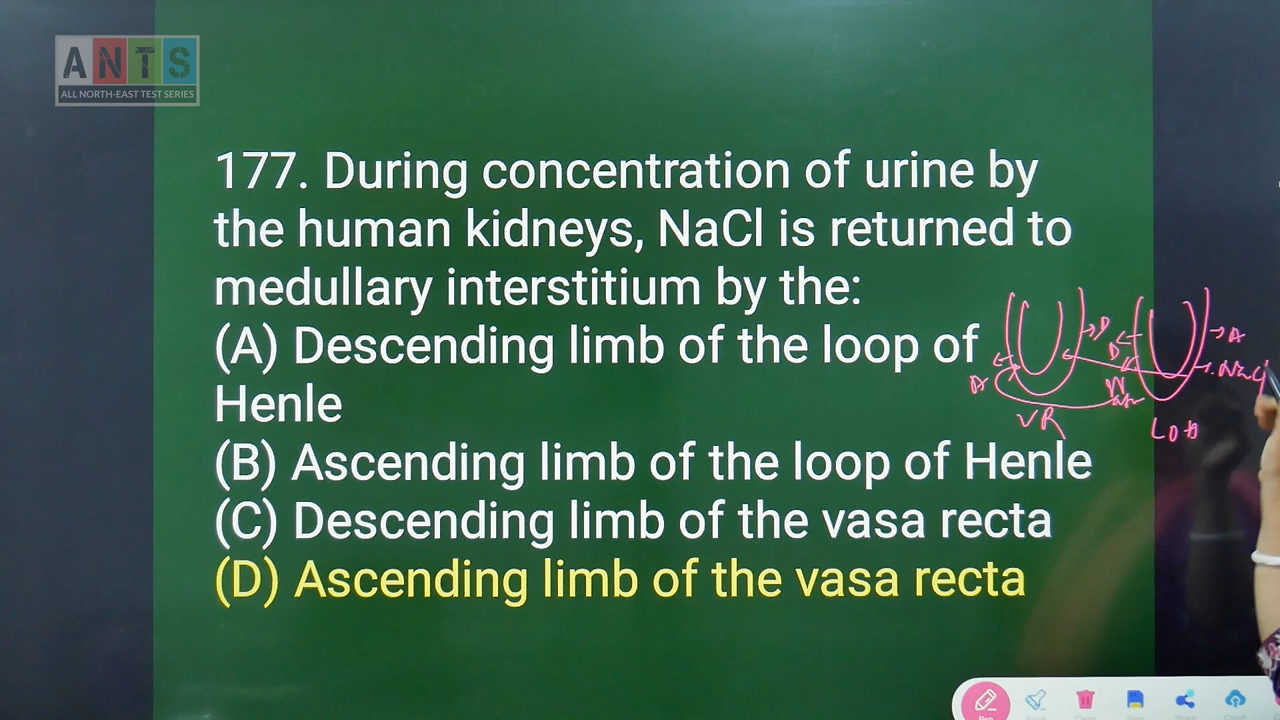 ANTS
ALL NORTH-EAST TEST SERIES
177. During concentration of urine by
the human kidneys, NaCl is returned to
medullary interstitium by the:
(A) Descending limb of the loop of
Henle
(B) Ascending limb of the loop of Henle
(C) Descending limb of the vasa recta
(D) Ascending limb of the vasa recta
D
D
A
A
VR